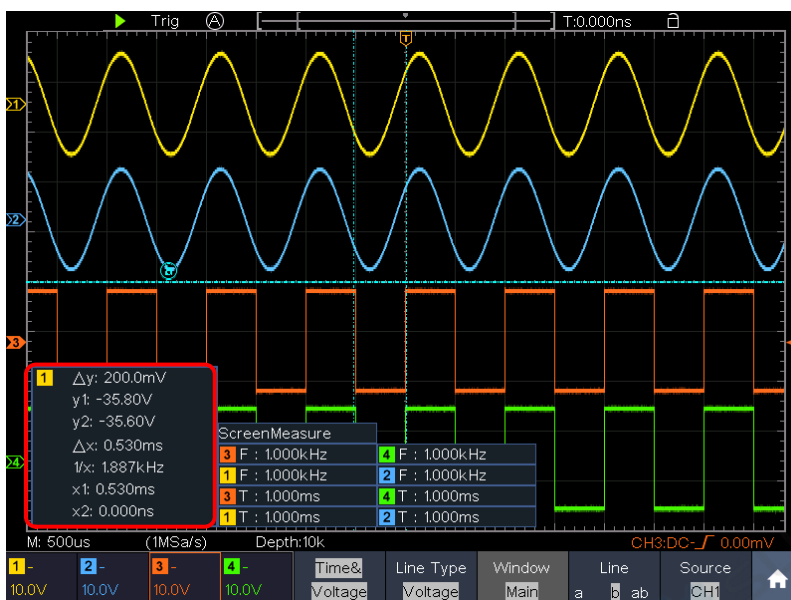 Trig A T:0.000ns
T
1
2
3
4
1 △y: 200.0mV
y1: -35.80V
y2: -35.60V
△x: 0.530ms
1/x: 1.887kHz
x1: 0.530ms
x2: 0.000ns
ScreenMeasure
3 F : 1.000kHz 4 F : 1.000kHz
1 F : 1.000kHz 2 F : 1.000kHz
3 T : 1.000ms 4 T : 1.000ms
1 T : 1.000ms 2 T : 1.000ms
M: 500us (1MSa/s) Depth:10k CH3:DC- 0.00mV
1 - 2 - 3 - 4 - Time& Line Type Window Line Source
10.0V 10.0V 10.0V 10.0V Voltage Voltage Main a b ab CH1